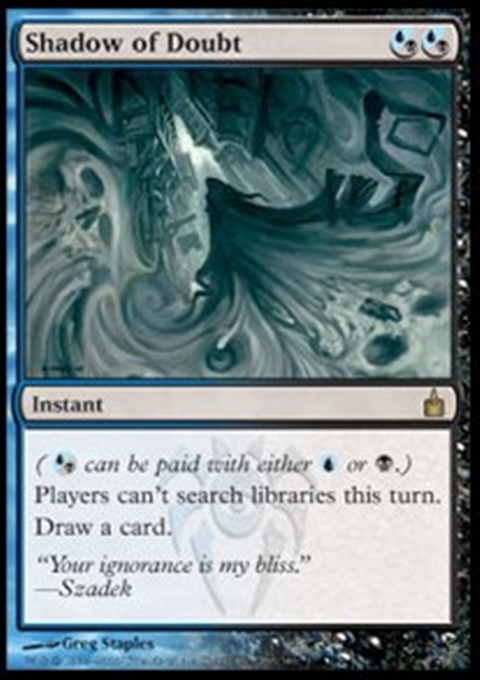 Shadow of Doubt
Instant
( can be paid with either or .)
Players can't search libraries this turn.
Draw a card.
"Your ignorance is my bliss."
—Szadek
Greg Staples